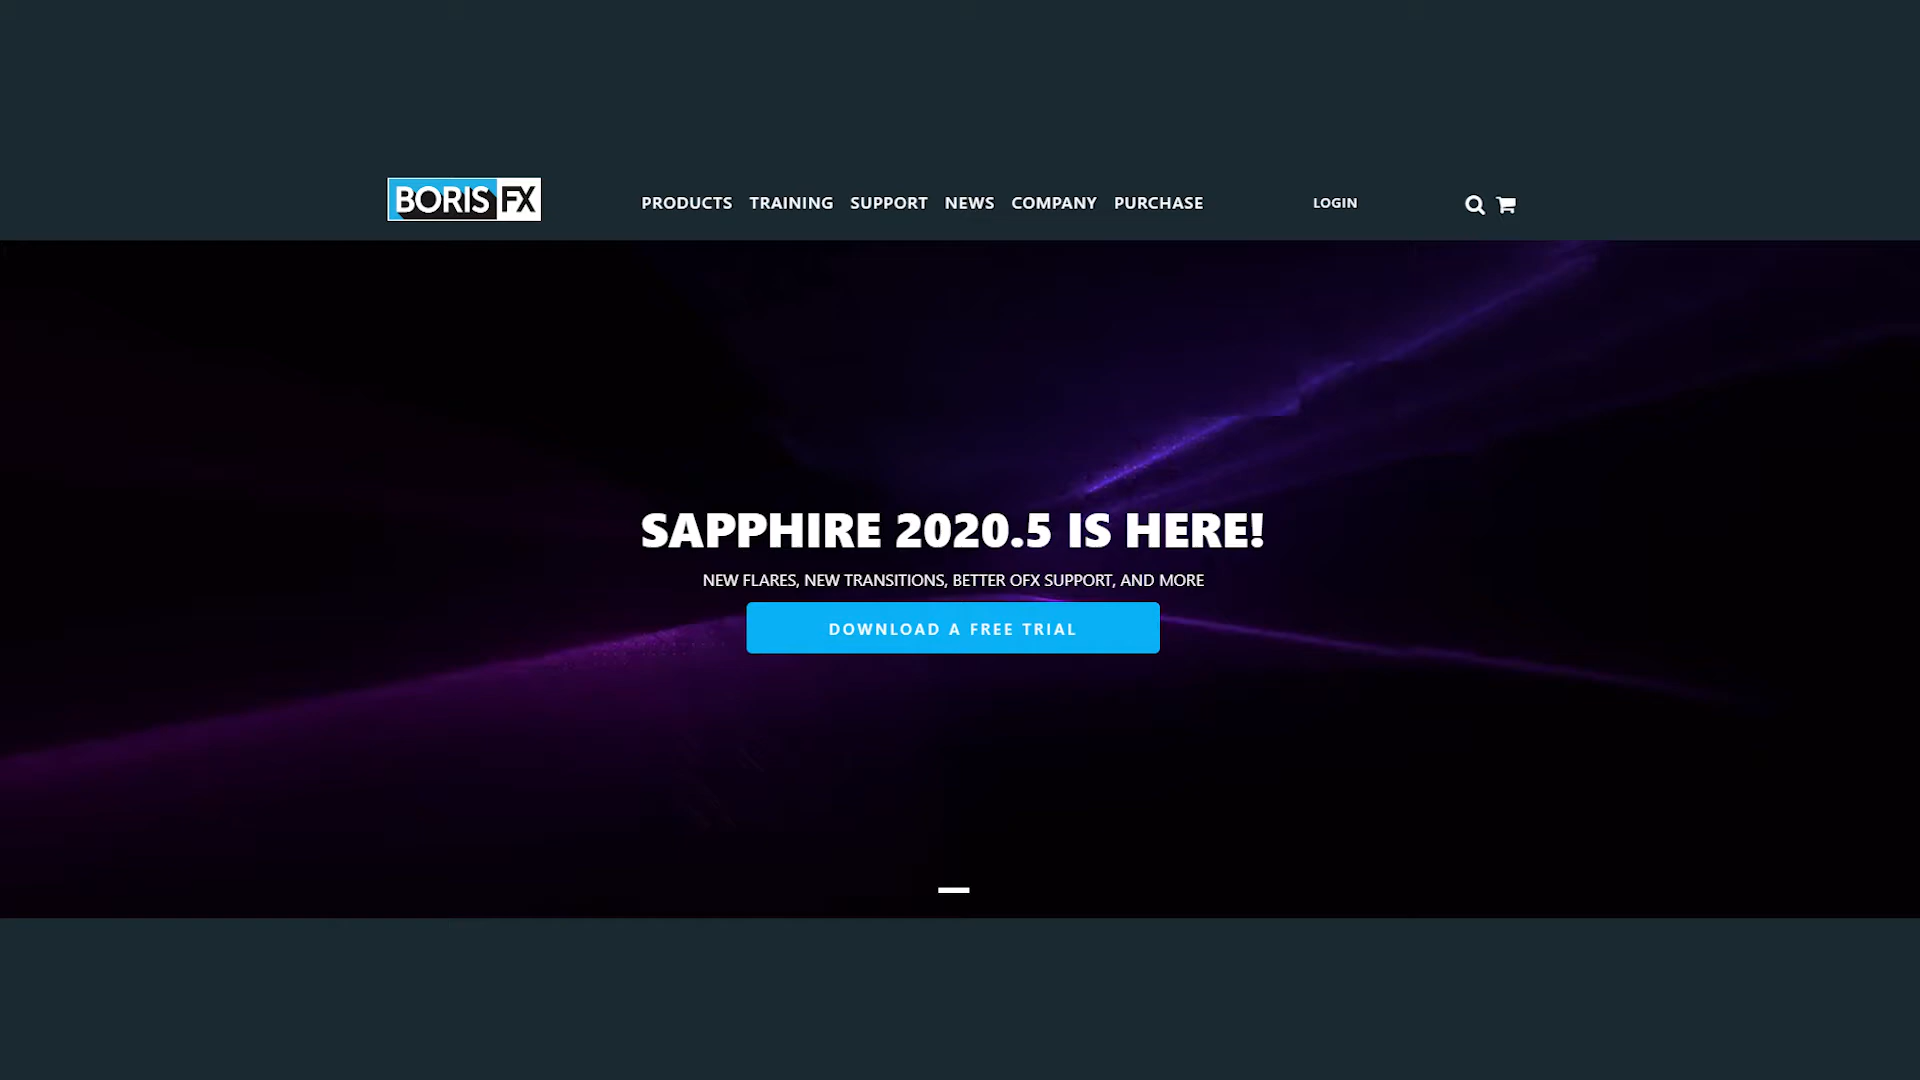 BORIS FX
PRODUCTS TRAINING SUPPORT NEWS COMPANY PURCHASE LOGIN
SAPPHIRE 2020.5 IS HERE!
NEW FLARES, NEW TRANSITIONS, BETTER OFX SUPPORT, AND MORE
DOWNLOAD A FREE TRIAL